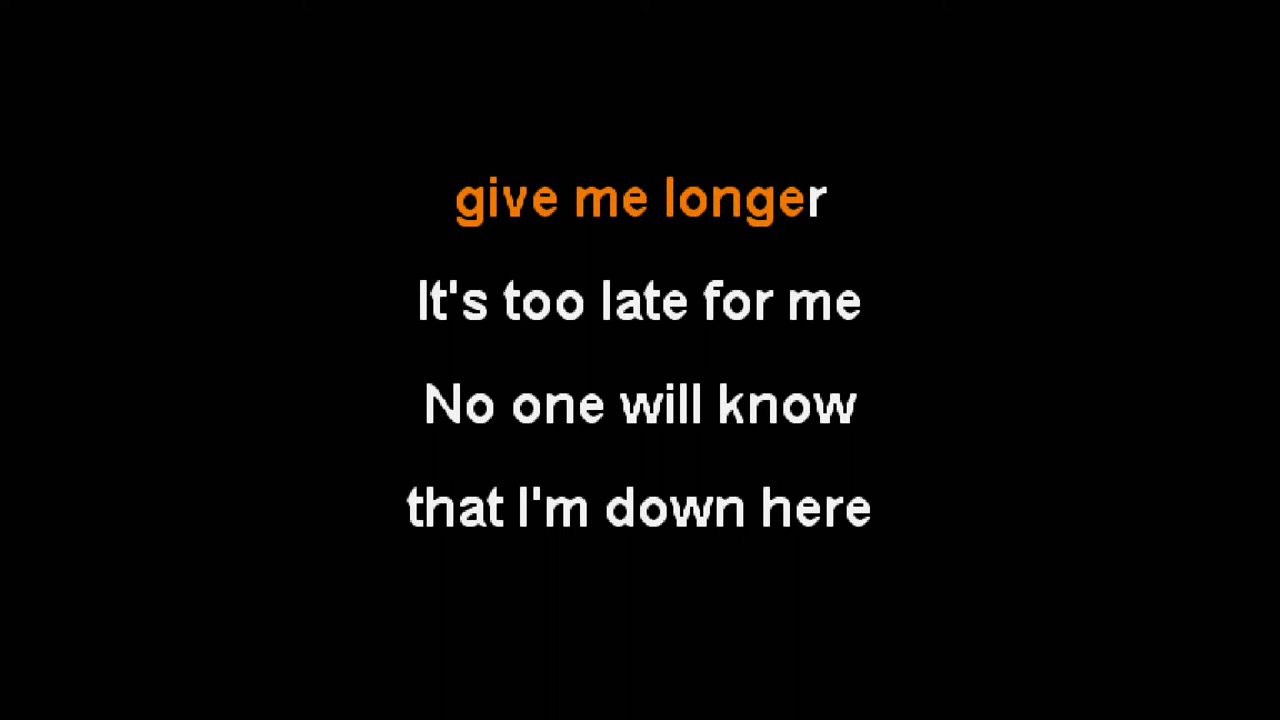 give me longer
It's too late for me
No one will know
that I'm down here